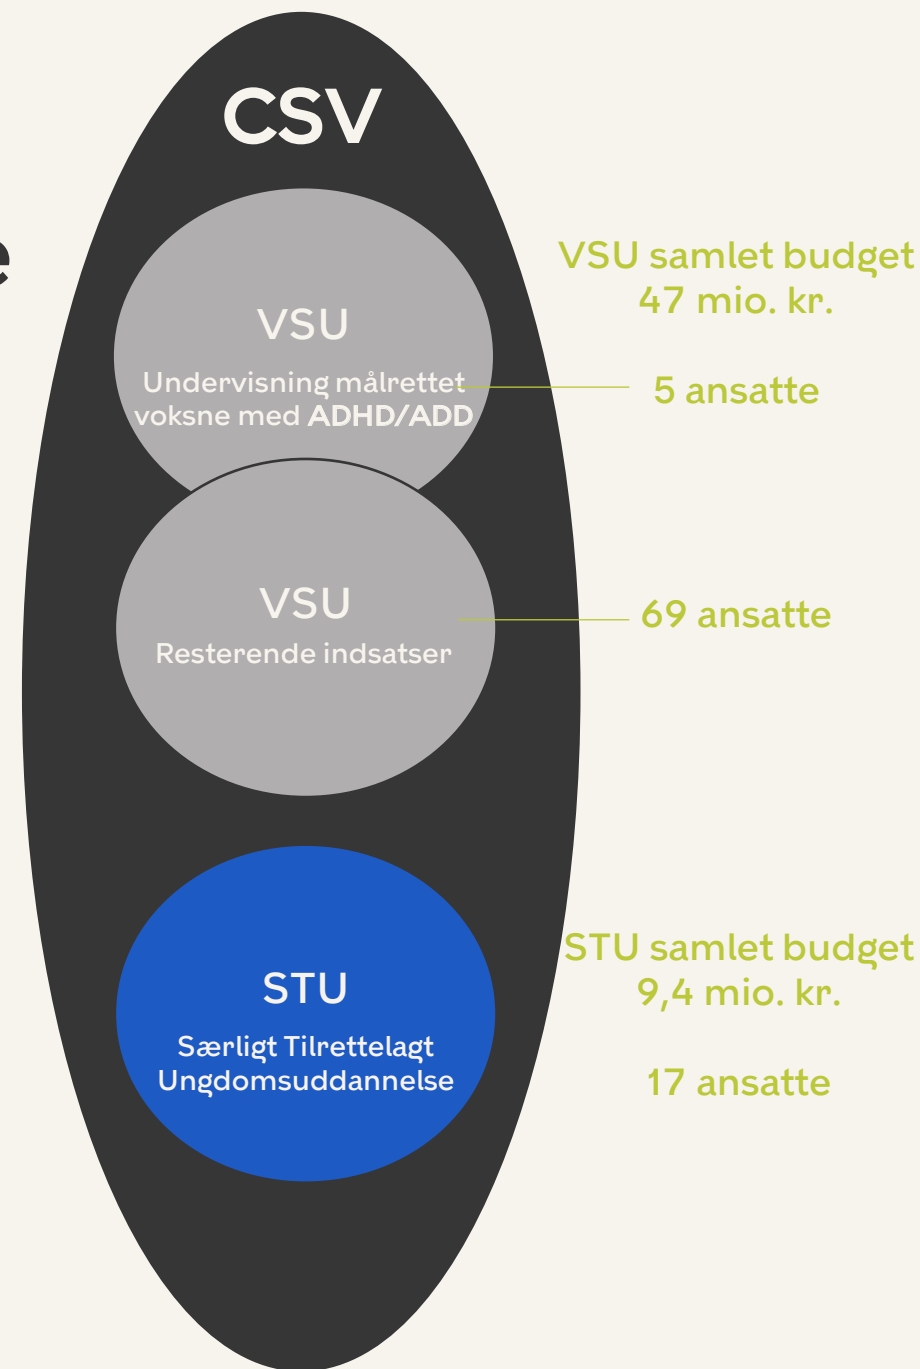 CSV
e
VSU samlet budget
47 mio. kr.
VSU
Undervisning målrettet
voksne med ADHD/ADD
5 ansatte
VSU
Resterende indsatser
69 ansatte
STU samlet budget
9,4 mio. kr.
STU
Særligt Tilrettelagt
Ungdomsuddannelse
17 ansatte